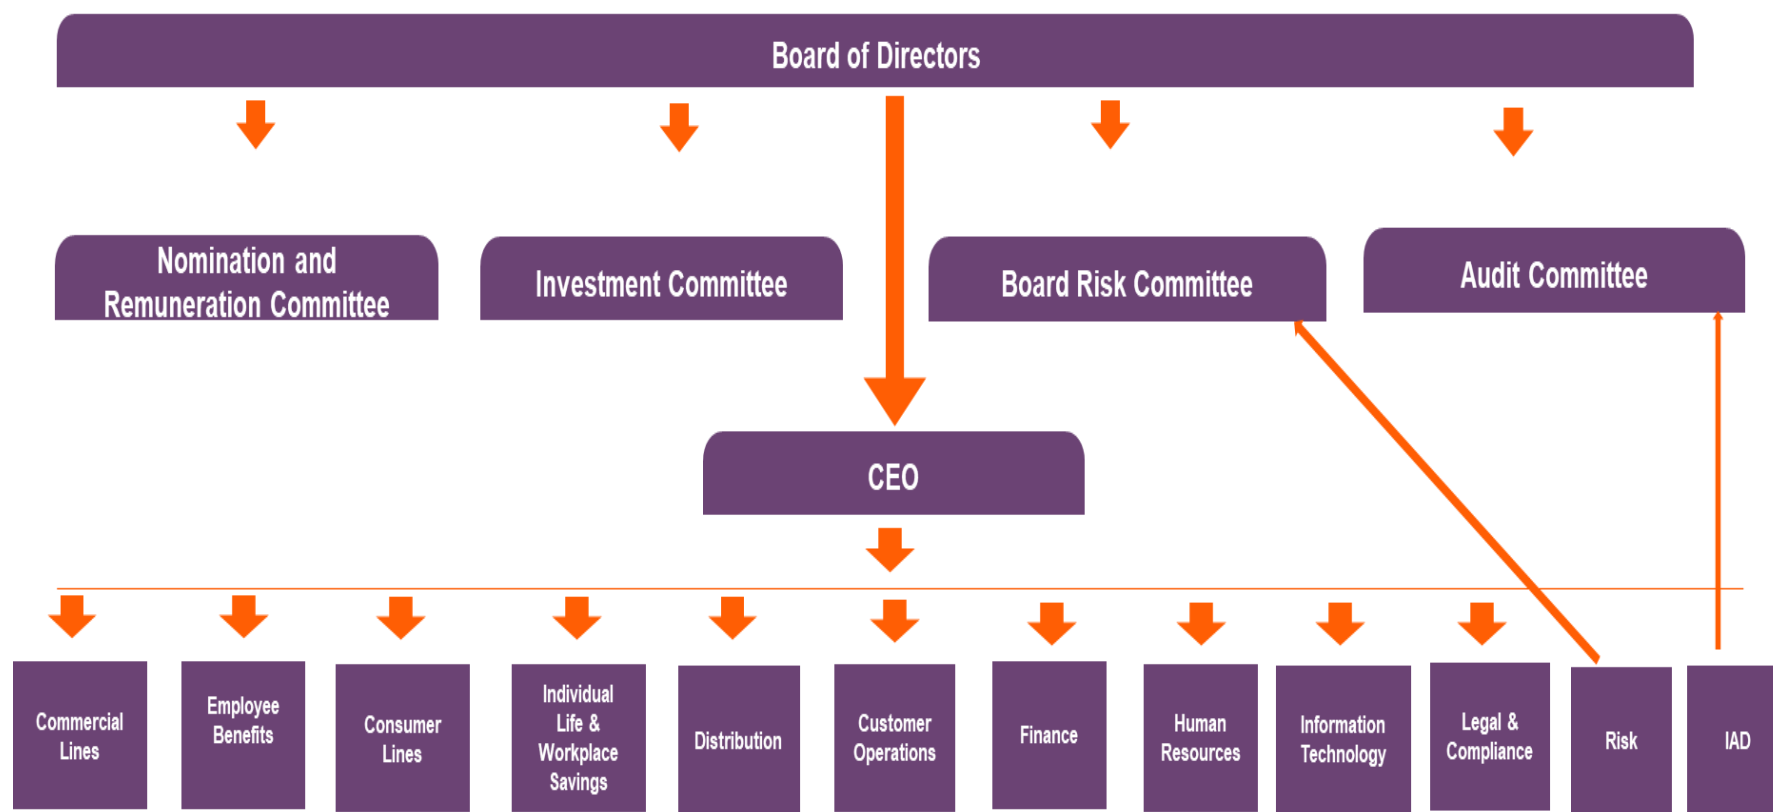 Board of Directors
Nomination and
Remuneration Committee
Investment Committee
Board Risk Committee
Audit Committee
CEO
Commercial
Lines
Employee
Benefits
Consumer
Lines
Individual
Life &
Workplace
Savings
Distribution
Customer
Operations
Finance
Human
Resources
Information
Technology
Legal &
Compliance
Risk
IAD